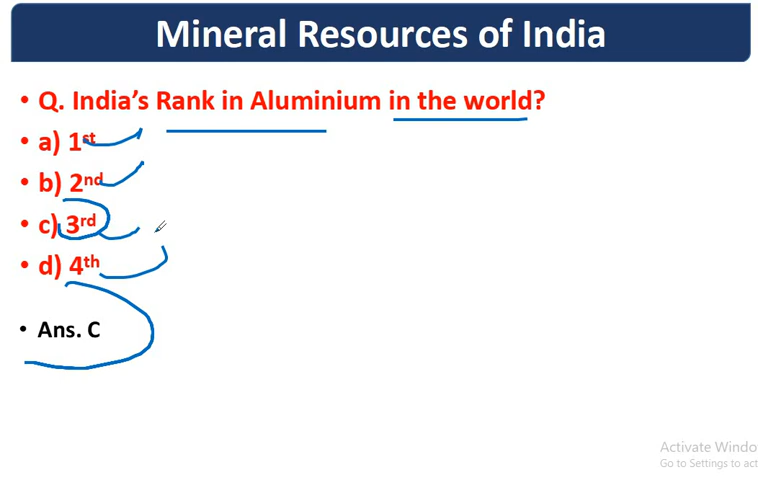 Mineral Resources of India
• Q. India's Rank in Aluminium in the world?
• a) 1st
• b) 2nd
• c) 3rd
• d) 4th
• Ans. C
Activate Windo
Go to Settings to act